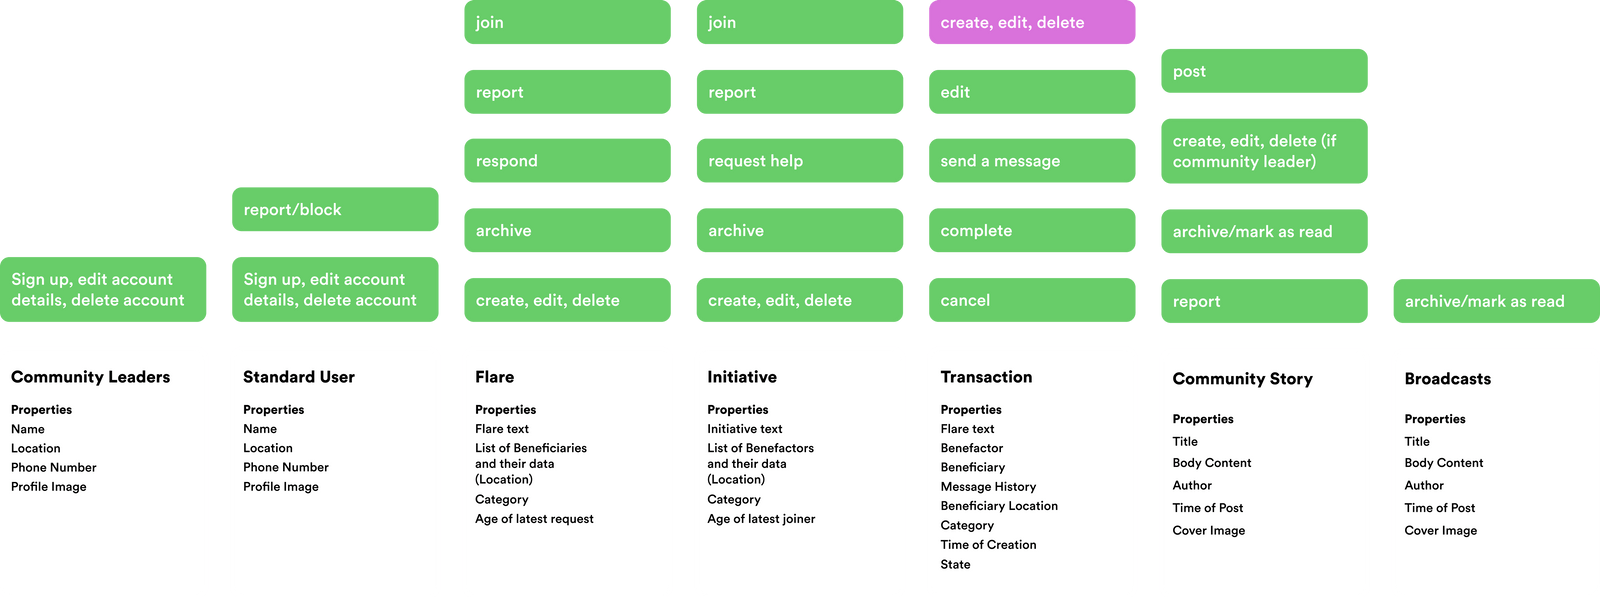 Sign up, edit account
details, delete account
Community Leaders
Properties
Name
Location
Phone Number
Profile Image
report/block
Sign up, edit account
details, delete account
Standard User
Properties
Name
Location
Phone Number
Profile Image
join
report
respond
archive
create, edit, delete
Flare
Properties
Flare text
List of Beneficiaries
and their data
(Location)
Category
Age of latest request
join
report
request help
archive
create, edit, delete
Initiative
Properties
Initiative text
List of Benefactors
and their data
(Location)
Category
Age of latest joiner
create, edit, delete
edit
send a message
complete
cancel
Transaction
Properties
Flare text
Benefactor
Beneficiary
Message History
Beneficiary Location
Category
Time of Creation
State
post
create, edit, delete (if
community leader)
archive/mark as read
report
Community Story
Properties
Title
Body Content
Author
Time of Post
Cover Image
archive/mark as read
Broadcasts
Properties
Title
Body Content
Author
Time of Post
Cover Image